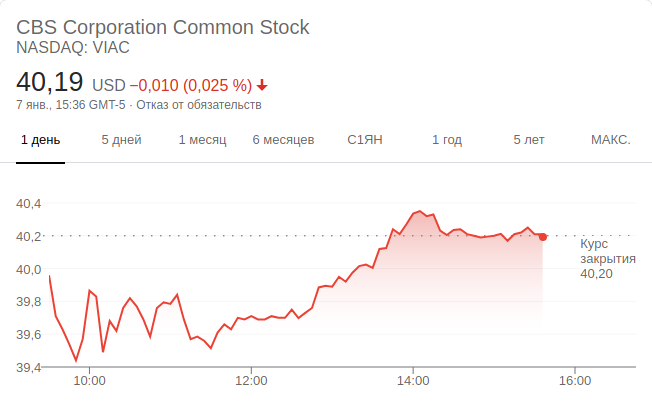 CBS Corporation Common Stock
NASDAQ: VIAC
40,19 USD −0,010 (0,025 %)
7 янв., 15:36 GMT-5 · Отказ от обязательств
1 день 5 дней 1 месяц 6 месяцев С1ЯН 1 год 5 лет МАКС.
40,4
40,2
Курс
закрытия
40,20
40,0
39,8
39,6
39,4
10:00 12:00 14:00 16:00